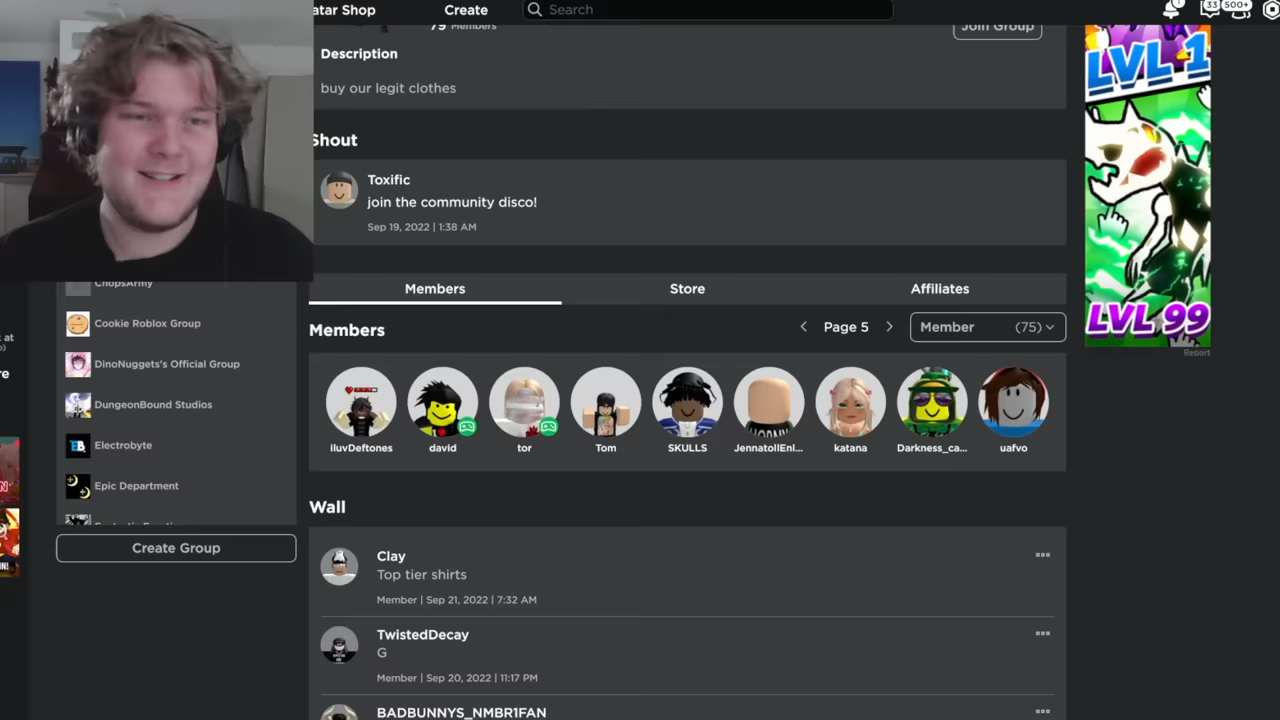 atar Shop
Create
Search
33
500+
79 Members
Join Group
Description
buy our legit clothes
Shout
Toxific
join the community disco!
Sep 19, 2022 | 1:38 AM
ChopsArmy
Cookie Roblox Group
DinoNuggets's Official Group
DungeonBound Studios
Electrobyte
Epic Department
Create Group
Members
Store
Affiliates
Members
Page 5
Member (75)
iluvDeftones
david
tor
Tom
SKULLS
katana
Darkness_ca...
uafvo
Wall
Clay
Top tier shirts
Member | Sep 21, 2022 | 7:32 AM
TwistedDecay
G
Member | Sep 20, 2022 | 11:17 PM
BADBUNNYS_NMBR1FAN
LVL 1
LVL 99
Report